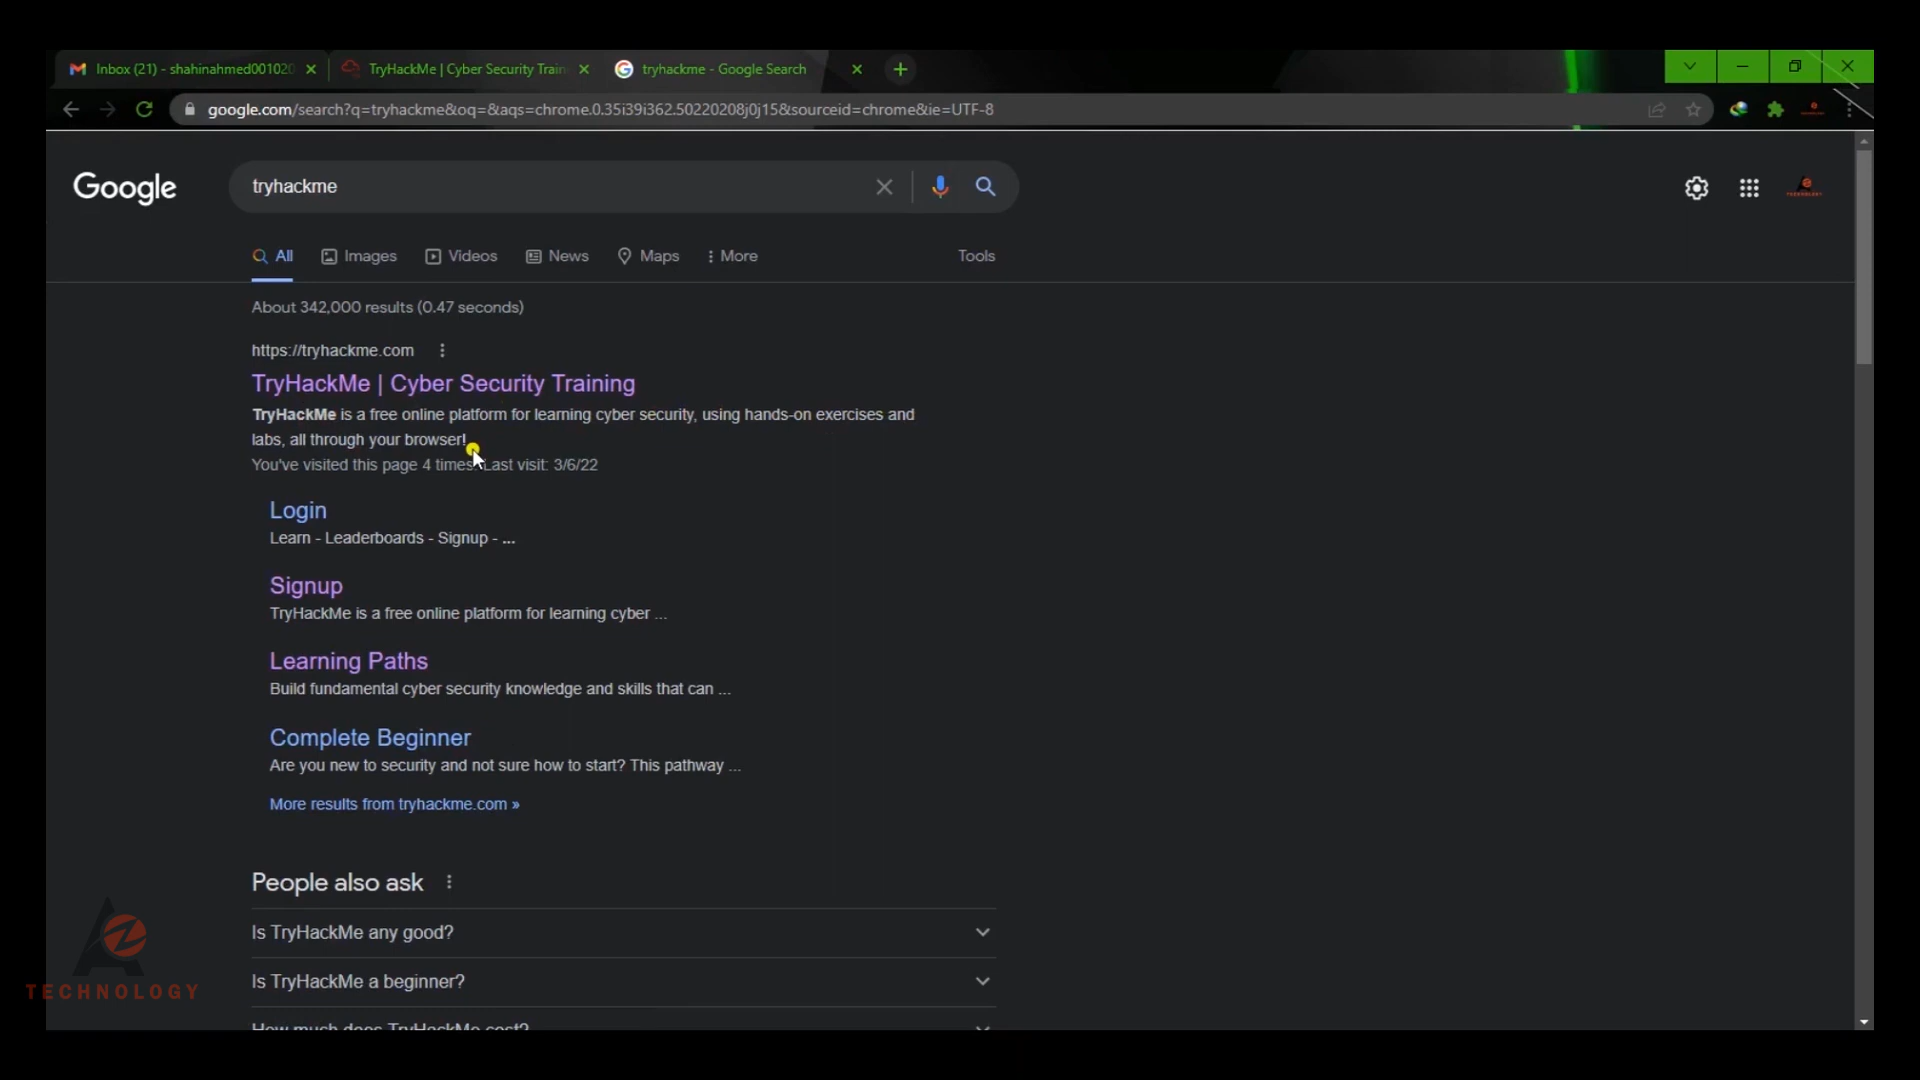 Inbox (21) - shahinahmed001020
TryHackMe | Cyber Security Train
tryhackme - Google Search
google.com/search?q=tryhackme&oq=&aqs=chrome.0.35i39i362.50220208j0j15&sourceid=chrome&ie=UTF-8
Google
tryhackme
All
Images
Videos
News
Maps
More
Tools
About 342,000 results (0.47 seconds)
https://tryhackme.com
TryHackMe | Cyber Security Training
TryHackMe is a free online platform for learning cyber security, using hands-on exercises and
labs, all through your browser!
You've visited this page 4 times. Last visit: 3/6/22
Login
Learn - Leaderboards - Signup - ...
Signup
TryHackMe is a free online platform for learning cyber ...
Learning Paths
Build fundamental cyber security knowledge and skills that can ...
Complete Beginner
Are you new to security and not sure how to start? This pathway ...
More results from tryhackme.com »
People also ask
Is TryHackMe any good?
Is TryHackMe a beginner?
How much does TryHackMe cost?
AZ
TECHNOLOGY